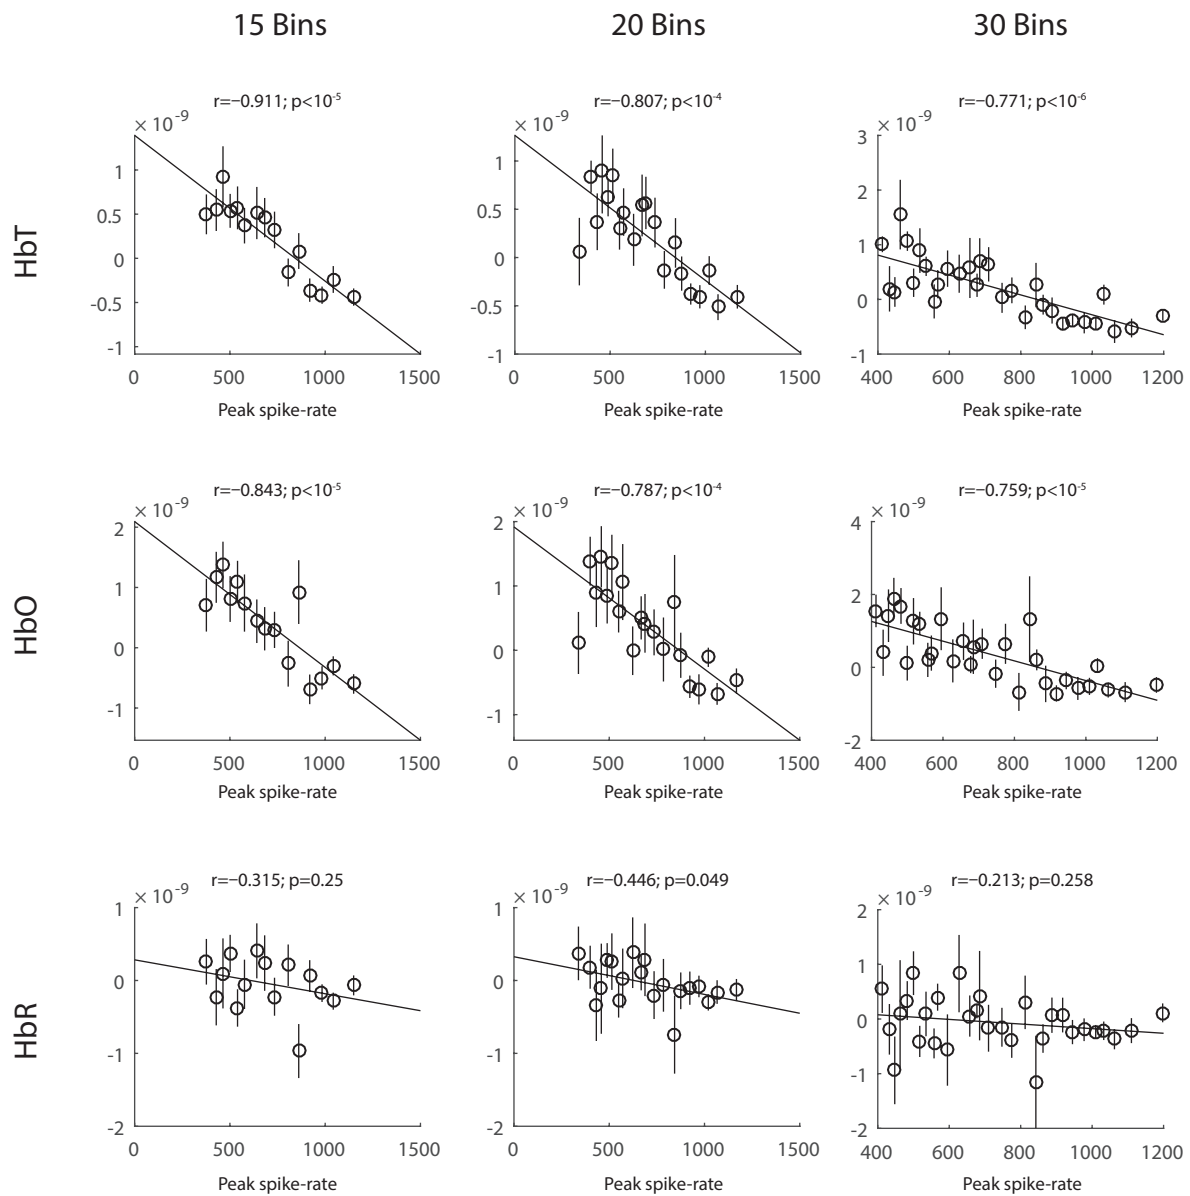 15 Bins 20 Bins 30 Bins
HbT
r=−0.911; p<10⁻⁵ r=−0.807; p<10⁻⁴ r=−0.771; p<10⁻⁶
× 10⁻⁹ × 10⁻⁹ × 10⁻⁹
1 0.5 0 -0.5 -1
0 500 1000 1500
Peak spike-rate
1 0.5 0 -0.5 -1
0 500 1000 1500
Peak spike-rate
3 2 1 0 -1
400 600 800 1000 1200
Peak spike-rate
HbO
r=−0.843; p<10⁻⁵ r=−0.787; p<10⁻⁴ r=−0.759; p<10⁻⁵
× 10⁻⁹ × 10⁻⁹ × 10⁻⁹
2 1 0 -1
0 500 1000 1500
Peak spike-rate
2 1 0 -1
0 500 1000 1500
Peak spike-rate
4 2 0 -2
400 600 800 1000 1200
Peak spike-rate
HbR
r=−0.315; p=0.25 r=−0.446; p=0.049 r=−0.213; p=0.258
× 10⁻⁹ × 10⁻⁹ × 10⁻⁹
1 0 -1 -2
0 500 1000 1500
Peak spike-rate
1 0 -1 -2
0 500 1000 1500
Peak spike-rate
2 1 0 -1 -2
400 600 800 1000 1200
Peak spike-rate